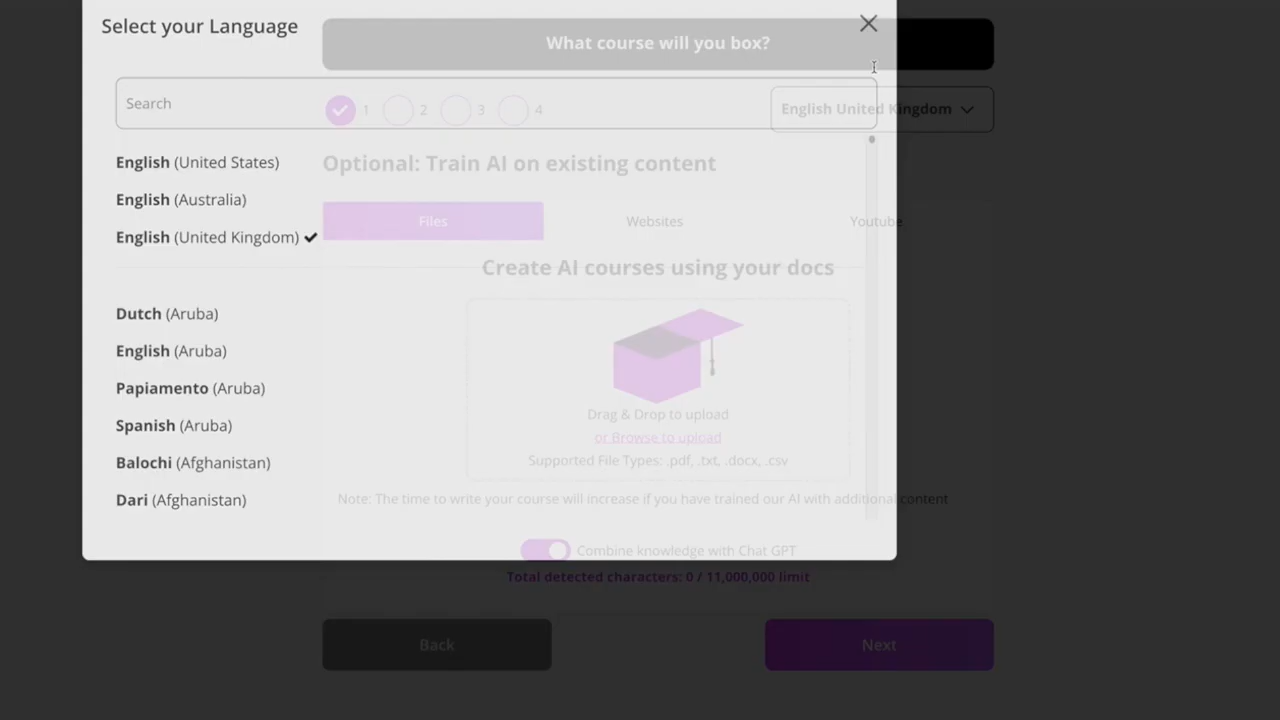 Select your Language
What course will you box?
Search
1
2
3
4
English United Kingdom
English (United States)
Optional: Train AI on existing content
English (Australia)
English (United Kingdom)
Files
Websites
Youtube
Create AI courses using your docs
Dutch (Aruba)
English (Aruba)
Papiamento (Aruba)
Spanish (Aruba)
Balochi (Afghanistan)
Dari (Afghanistan)
Drag & Drop to upload
or Browse to upload
Supported File Types: .pdf, .txt, .docx, .csv
Note: The time to write your course will increase if you have trained our AI with additional content
Combine knowledge with Chat GPT
Total detected characters: 0 / 11,000,000 limit
Back
Next